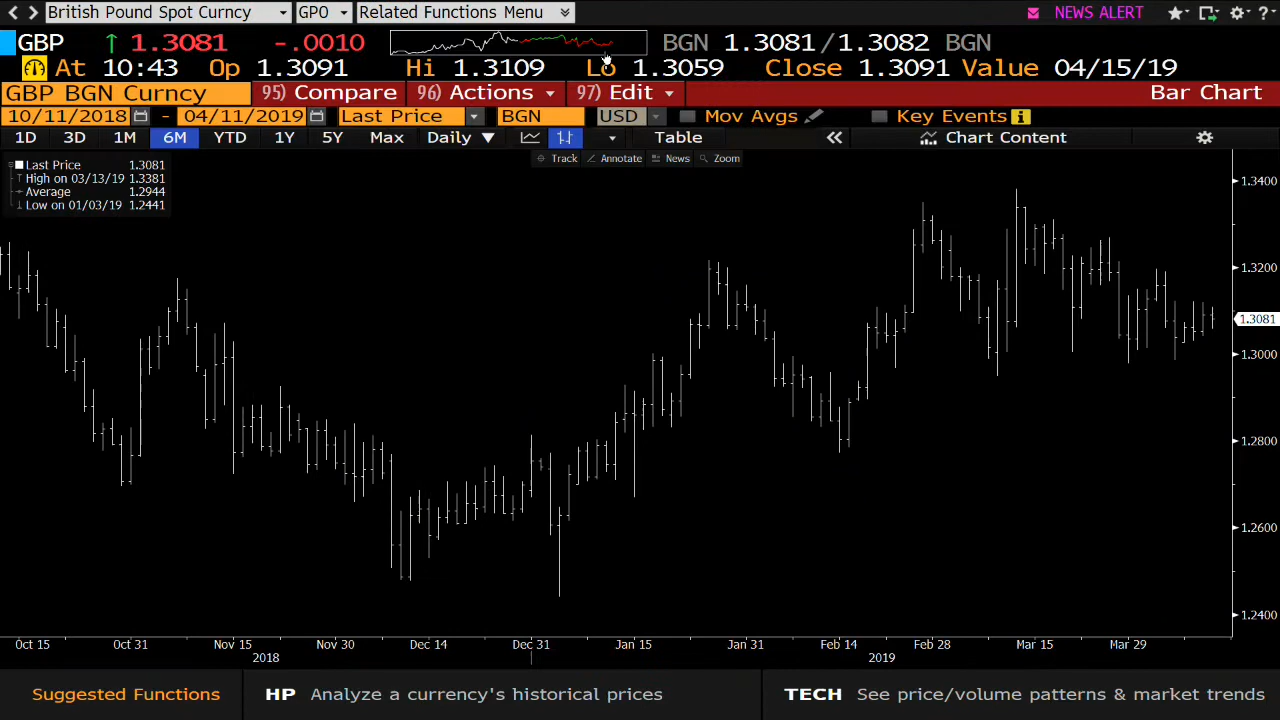 British Pound Spot Curncy GPO Related Functions Menu NEWS ALERT ?
GBP 1.3081 -.0010 BGN 1.3081/1.3082 BGN
At 10:43 Op 1.3091 Hi 1.3109 Lo 1.3059 Close 1.3091 Value 04/15/19
GBP BGN Curncy 95) Compare 96) Actions 97) Edit Bar Chart
10/11/2018 - 04/11/2019 Last Price BGN USD Mov Avgs Key Events i
1D 3D 1M 6M YTD 1Y 5Y Max Daily Table Chart Content
Track Annotate News Zoom
Last Price 1.3081
High on 03/13/19 1.3381
Average 1.2944
Low on 01/03/19 1.2441
1.3400
1.3200
1.3081
1.3000
1.2800
1.2600
1.2400
Oct 15 Oct 31 Nov 15 Nov 30 Dec 14 Dec 31 Jan 15 Jan 31 Feb 14 Feb 28 Mar 15 Mar 29
2018 2019
Suggested Functions HP Analyze a currency's historical prices TECH See price/volume patterns & market trends